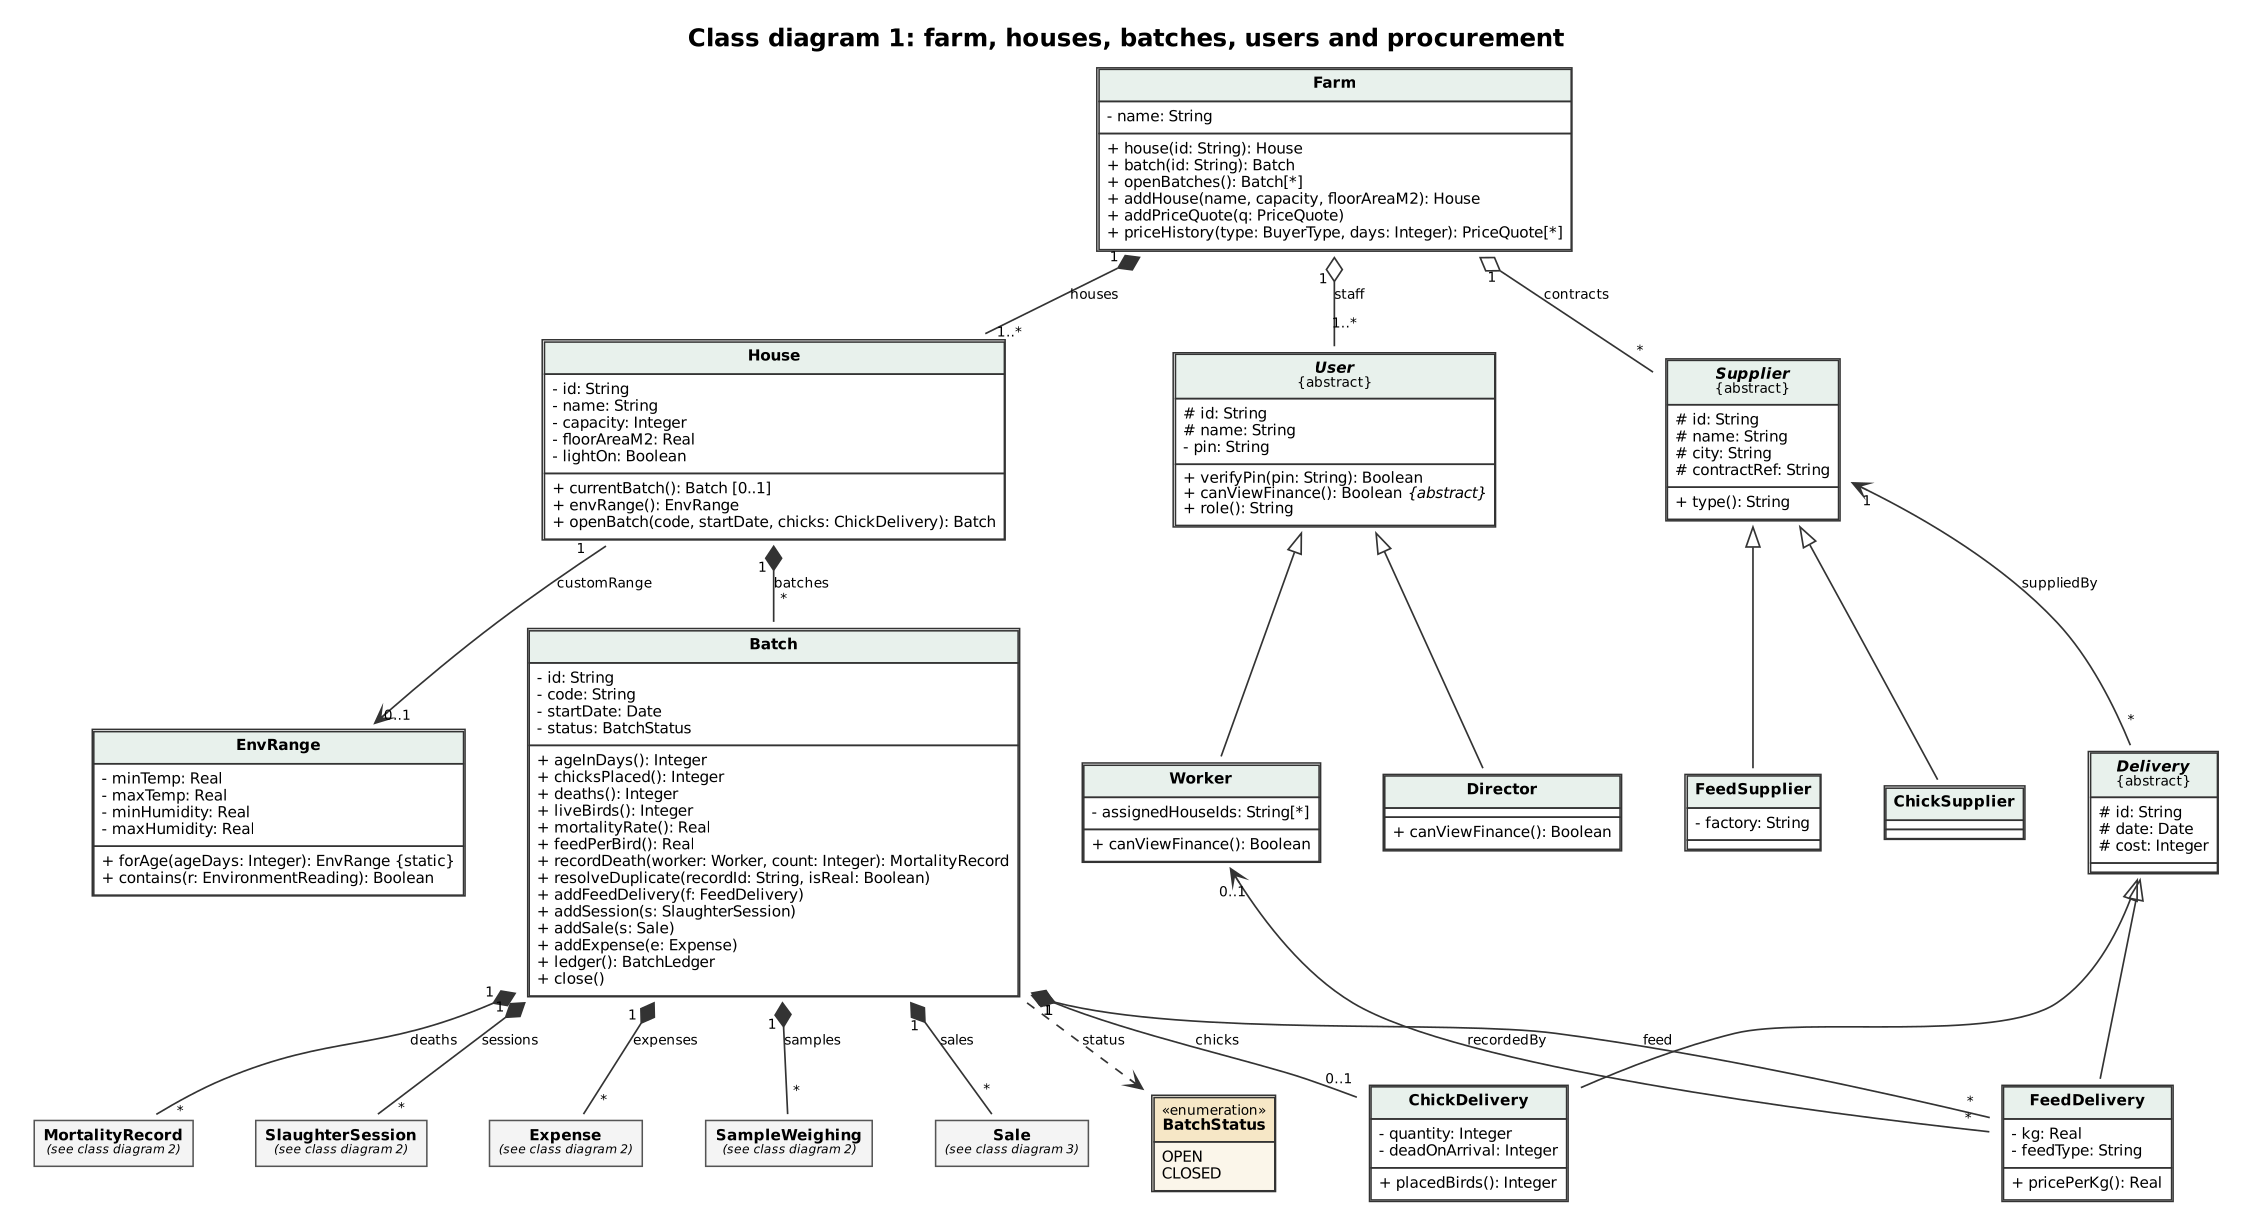 Class diagram 1: farm, houses, batches, users and procurement
Farm
- name: String
+ house(id: String): House
+ batch(id: String): Batch
+ openBatches(): Batch[*]
+ addHouse(name, capacity, floorAreaM2): House
+ addPriceQuote(q: PriceQuote)
+ priceHistory(type: BuyerType, days: Integer): PriceQuote[*]
1
houses
1..*
1
staff
1..*
1
contracts
*
House
- id: String
- name: String
- capacity: Integer
- floorAreaM2: Real
- lightOn: Boolean
+ currentBatch(): Batch [0..1]
+ envRange(): EnvRange
+ openBatch(code, startDate, chicks: ChickDelivery): Batch
User
{abstract}
# id: String
# name: String
- pin: String
+ verifyPin(pin: String): Boolean
+ canViewFinance(): Boolean {abstract}
+ role(): String
Supplier
{abstract}
# id: String
# name: String
# city: String
# contractRef: String
+ type(): String
1
customRange
0..1
1
batches
*
1
suppliedBy
*
EnvRange
- minTemp: Real
- maxTemp: Real
- minHumidity: Real
- maxHumidity: Real
+ forAge(ageDays: Integer): EnvRange {static}
+ contains(r: EnvironmentReading): Boolean
Batch
- id: String
- code: String
- startDate: Date
- status: BatchStatus
+ ageInDays(): Integer
+ chicksPlaced(): Integer
+ deaths(): Integer
+ liveBirds(): Integer
+ mortalityRate(): Real
+ feedPerBird(): Real
+ recordDeath(worker: Worker, count: Integer): MortalityRecord
+ resolveDuplicate(recordId: String, isReal: Boolean)
+ addFeedDelivery(f: FeedDelivery)
+ addSession(s: SlaughterSession)
+ addSale(s: Sale)
+ addExpense(e: Expense)
+ ledger(): BatchLedger
+ close()
Worker
- assignedHouseIds: String[*]
+ canViewFinance(): Boolean
Director
+ canViewFinance(): Boolean
FeedSupplier
- factory: String
ChickSupplier
Delivery
{abstract}
# id: String
# date: Date
# cost: Integer
1
deaths
*
1
sessions
*
1
expenses
*
1
samples
*
1
sales
*
status
1
chicks
0..1
1
feed
*
0..1
recordedBy
*
MortalityRecord
(see class diagram 2)
SlaughterSession
(see class diagram 2)
Expense
(see class diagram 2)
SampleWeighing
(see class diagram 2)
Sale
(see class diagram 3)
«enumeration»
BatchStatus
OPEN
CLOSED
ChickDelivery
- quantity: Integer
- deadOnArrival: Integer
+ placedBirds(): Integer
FeedDelivery
- kg: Real
- feedType: String
+ pricePerKg(): Real